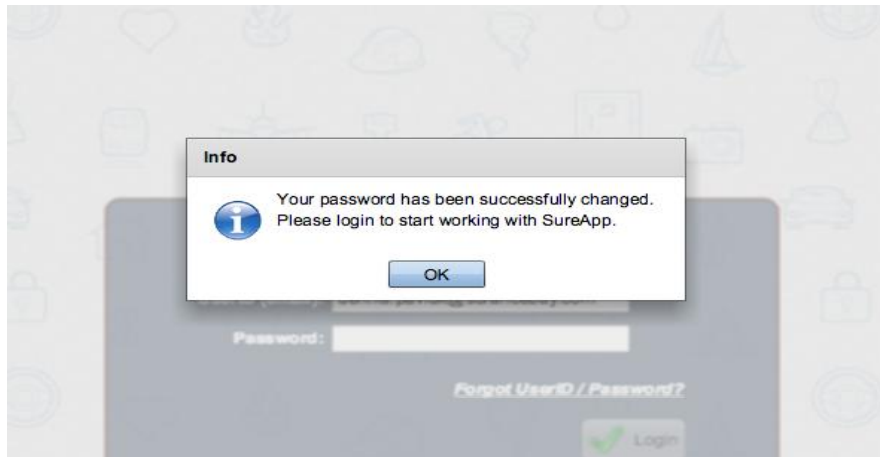 Info
Your password has been successfully changed.
Please login to start working with SureApp.
OK
Password:
Forgot UserID / Password?
Login